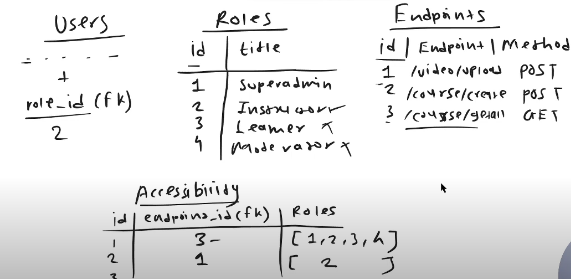 Users
- - - - -
+
role_id (fk)
2
Roles
id | title
1 Superadmin
2 Instructor
3 Learner x
4 Moderator x
Endpoints
id | Endpoint | Method
1 /video/upload POST
2 /course/create POST
3 /course/getall GET
Accessibility
id | endpoint_id(fk) | Roles
1 3- [1,2,3,4]
2 1 [ 2 ]
3